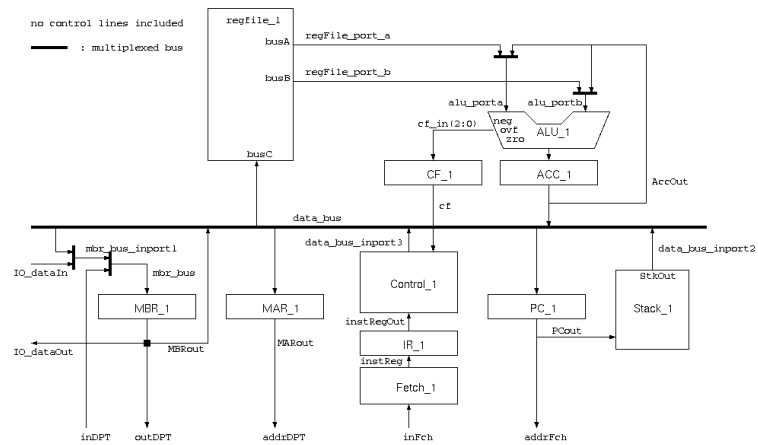 no control lines included
: multiplexed bus
regfile_1
busA
regFile_port_a
busB
regFile_port_b
alu_porta
alu_portb
cf_in(2:0)
neg
ovf
zro
ALU_1
busC
CF_1
ACC_1
AccOut
cf
data_bus
mbr_bus_inport1
data_bus_inport3
data_bus_inport2
IO_dataIn
mbr_bus
StkOut
Control_1
MBR_1
MAR_1
PC_1
Stack_1
instRegOut
PCout
IO_dataOut
MBRout
MARout
IR_1
instReg
Fetch_1
inDPT
outDPT
addrDPT
inFch
addrFch